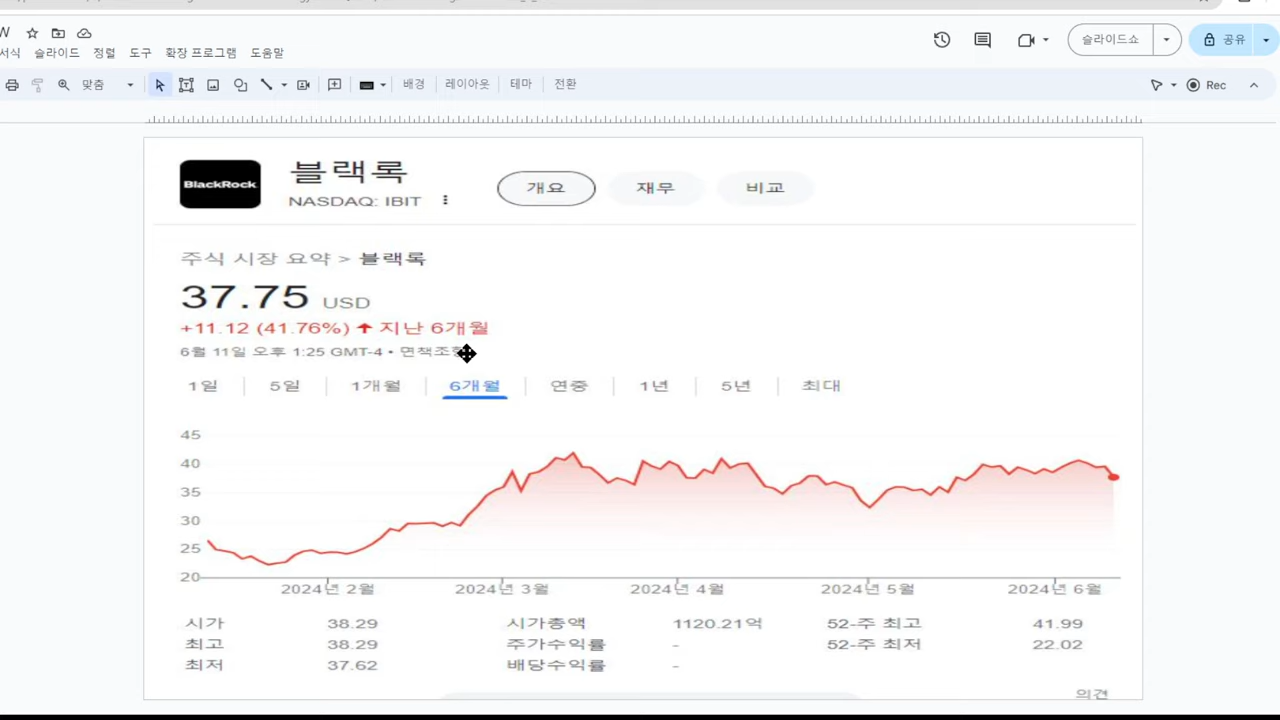 서식 슬라이드 정렬 도구 확장 프로그램 도움말
슬라이드쇼
공유
맞춤
배경 레이아웃 테마 전환
Rec
BlackRock
블랙록
NASDAQ: IBIT
개요 재무 비교
주식 시장 요약 > 블랙록
37.75 USD
+11.12 (41.76%) ↑ 지난 6개월
6월 11일 오후 1:25 GMT-4 • 면책조항
1일 5일 1개월 6개월 연중 1년 5년 최대
45
40
35
30
25
20
2024년 2월 2024년 3월 2024년 4월 2024년 5월 2024년 6월
시가 38.29 시가총액 1120.21억 52-주 최고 41.99
최고 38.29 주가수익률 - 52-주 최저 22.02
최저 37.62 배당수익률 -
의견